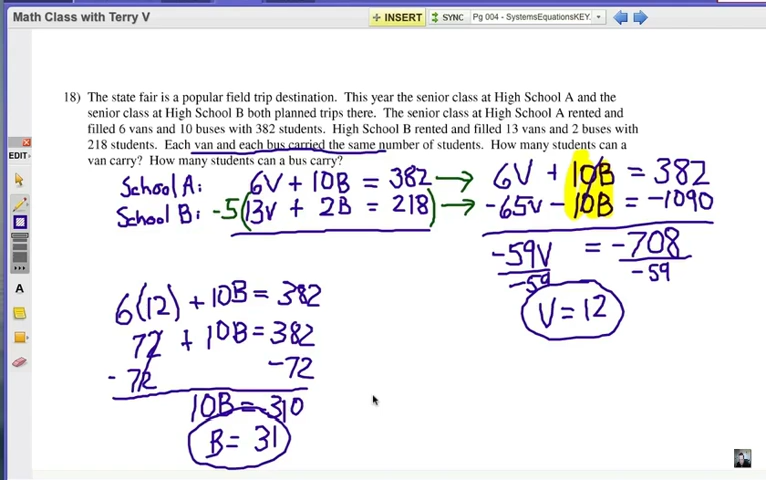 Math Class with Terry V
INSERT
SYNC
Pg 004 - SystemsEquationsKEY.
18) The state fair is a popular field trip destination. This year the senior class at High School A and the
senior class at High School B both planned trips there. The senior class at High School A rented and
filled 6 vans and 10 buses with 382 students. High School B rented and filled 13 vans and 2 buses with
218 students. Each van and each bus carried the same number of students. How many students can a
van carry? How many students can a bus carry?
EDIT
A
School A: 6V + 10B = 382 →
School B: -5(13V + 2B = 218) →
6V + 10B = 382
-65V - 10B = -1090
-59V = -708
-59 -59
V = 12
6(12) + 10B = 382
72 + 10B = 382
-72 -72
10B = 310
B = 31